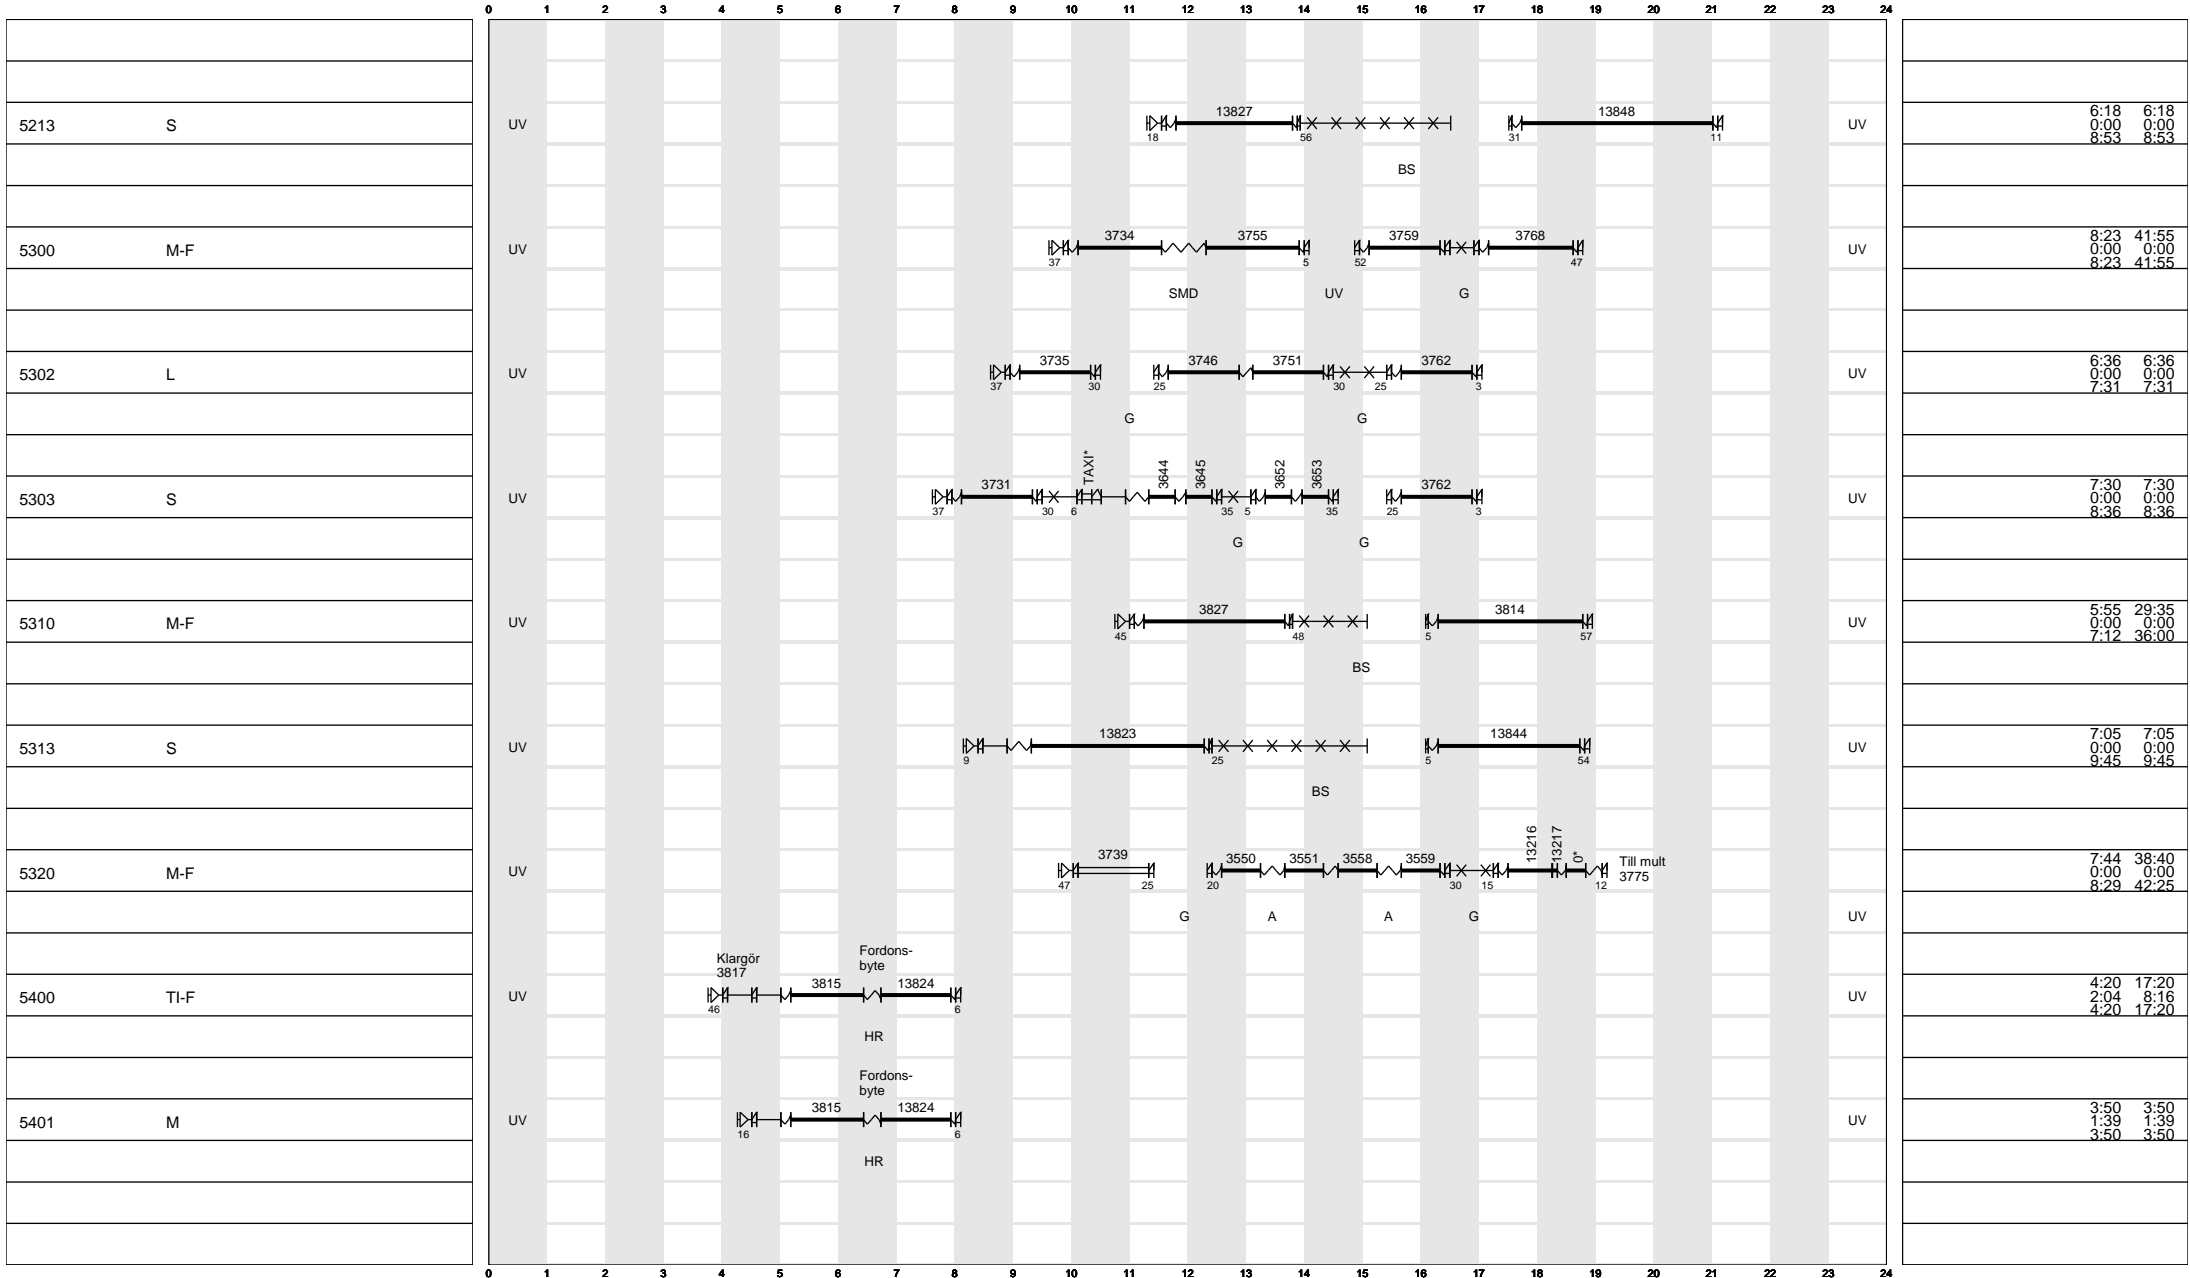 0 1 2 3 4 5 6 7 8 9 10 11 12 13 14 15 16 17 18 19 20 21 22 23 24
13827 13848 6:18 6:18
5213 S UV UV 0:00 0:00
18 56 31 11 8:53 8:53
BS
3734 3755 3759 3768 8:23 41:55
5300 M-F UV UV 0:00 0:00
37 5 52 47 8:23 41:55
SMD UV G
3735 3746 3751 3762 6:36 6:36
5302 L UV UV 0:00 0:00
37 30 25 30 25 3 7:31 7:31
G G
TAXI* 3644 3645 3652 3653
3731 3762 7:30 7:30
5303 S UV UV 0:00 0:00
37 30 6 35 5 35 25 3 8:36 8:36
G G
3827 3814 5:55 29:35
5310 M-F UV UV 0:00 0:00
45 48 5 57 7:12 36:00
BS
13823 13844 7:05 7:05
5313 S UV UV 0:00 0:00
9 25 5 54 9:45 9:45
BS
13216 13217 0*
3739 3550 3551 3558 3559 Till mult 7:44 38:40
5320 M-F UV 3775 UV 0:00 0:00
47 25 20 30 15 12 8:29 42:25
G A A G UV
Klargör Fordons-
3817 byte
3815 13824 4:20 17:20
5400 TI-F UV UV 2:04 8:16
46 6 4:20 17:20
HR
Fordons-
byte
3815 13824 3:50 3:50
5401 M UV UV 1:39 1:39
16 6 3:50 3:50
HR
0 1 2 3 4 5 6 7 8 9 10 11 12 13 14 15 16 17 18 19 20 21 22 23 24